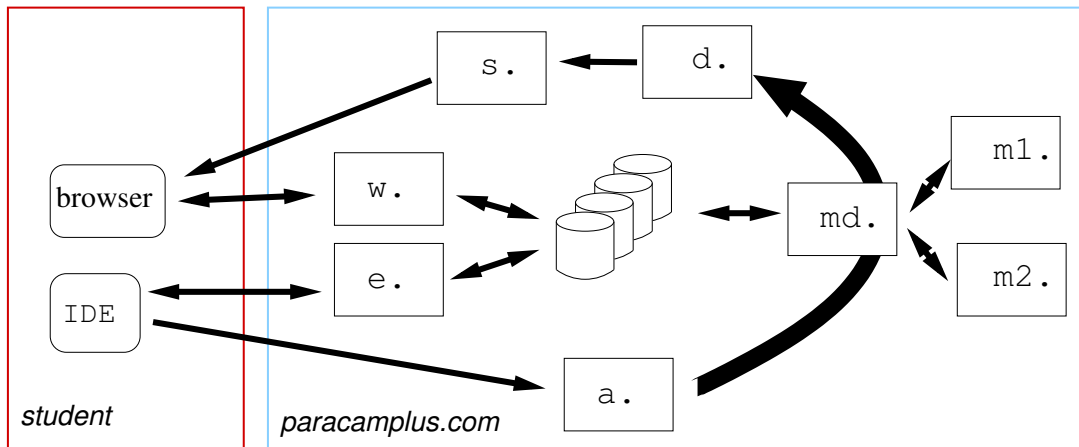 s.
d.
m1.
browser
w.
md.
e.
m2.
IDE
a.
student
paracamplus.com